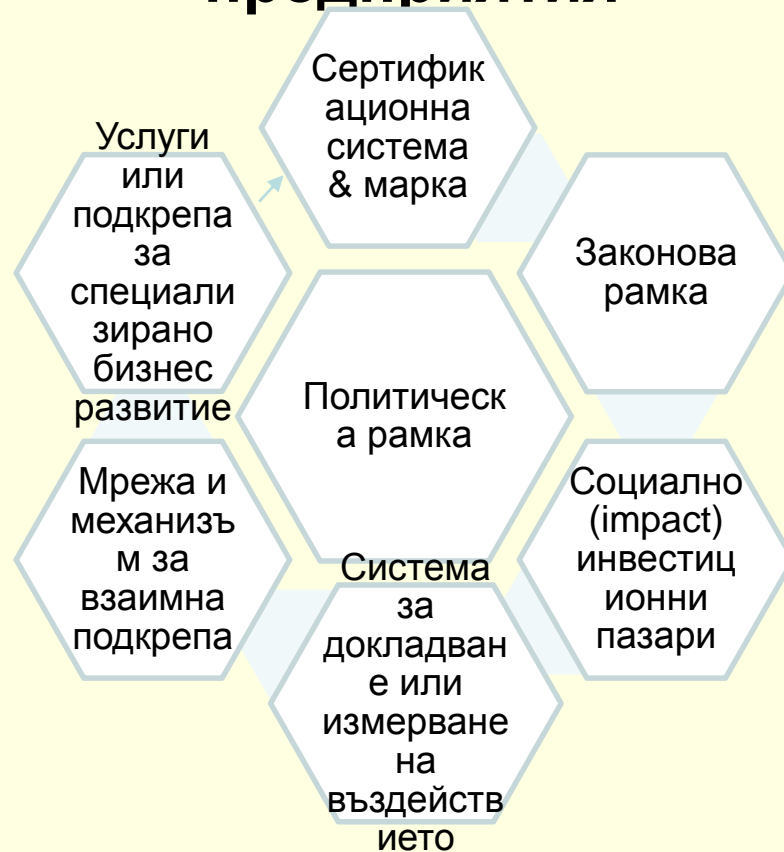 Сертифик
ационна
система
& марка
Законова
рамка
Социално
(impact)
инвестиц
ионни
пазари
Система
за
докладван
е или
измерване
на
въздейств
ието
Мрежа и
механизъ
м за
взаимна
подкрепа
Услуги
или
подкрепа
за
специали
зирано
бизнес
развитие
Политическ
а рамка